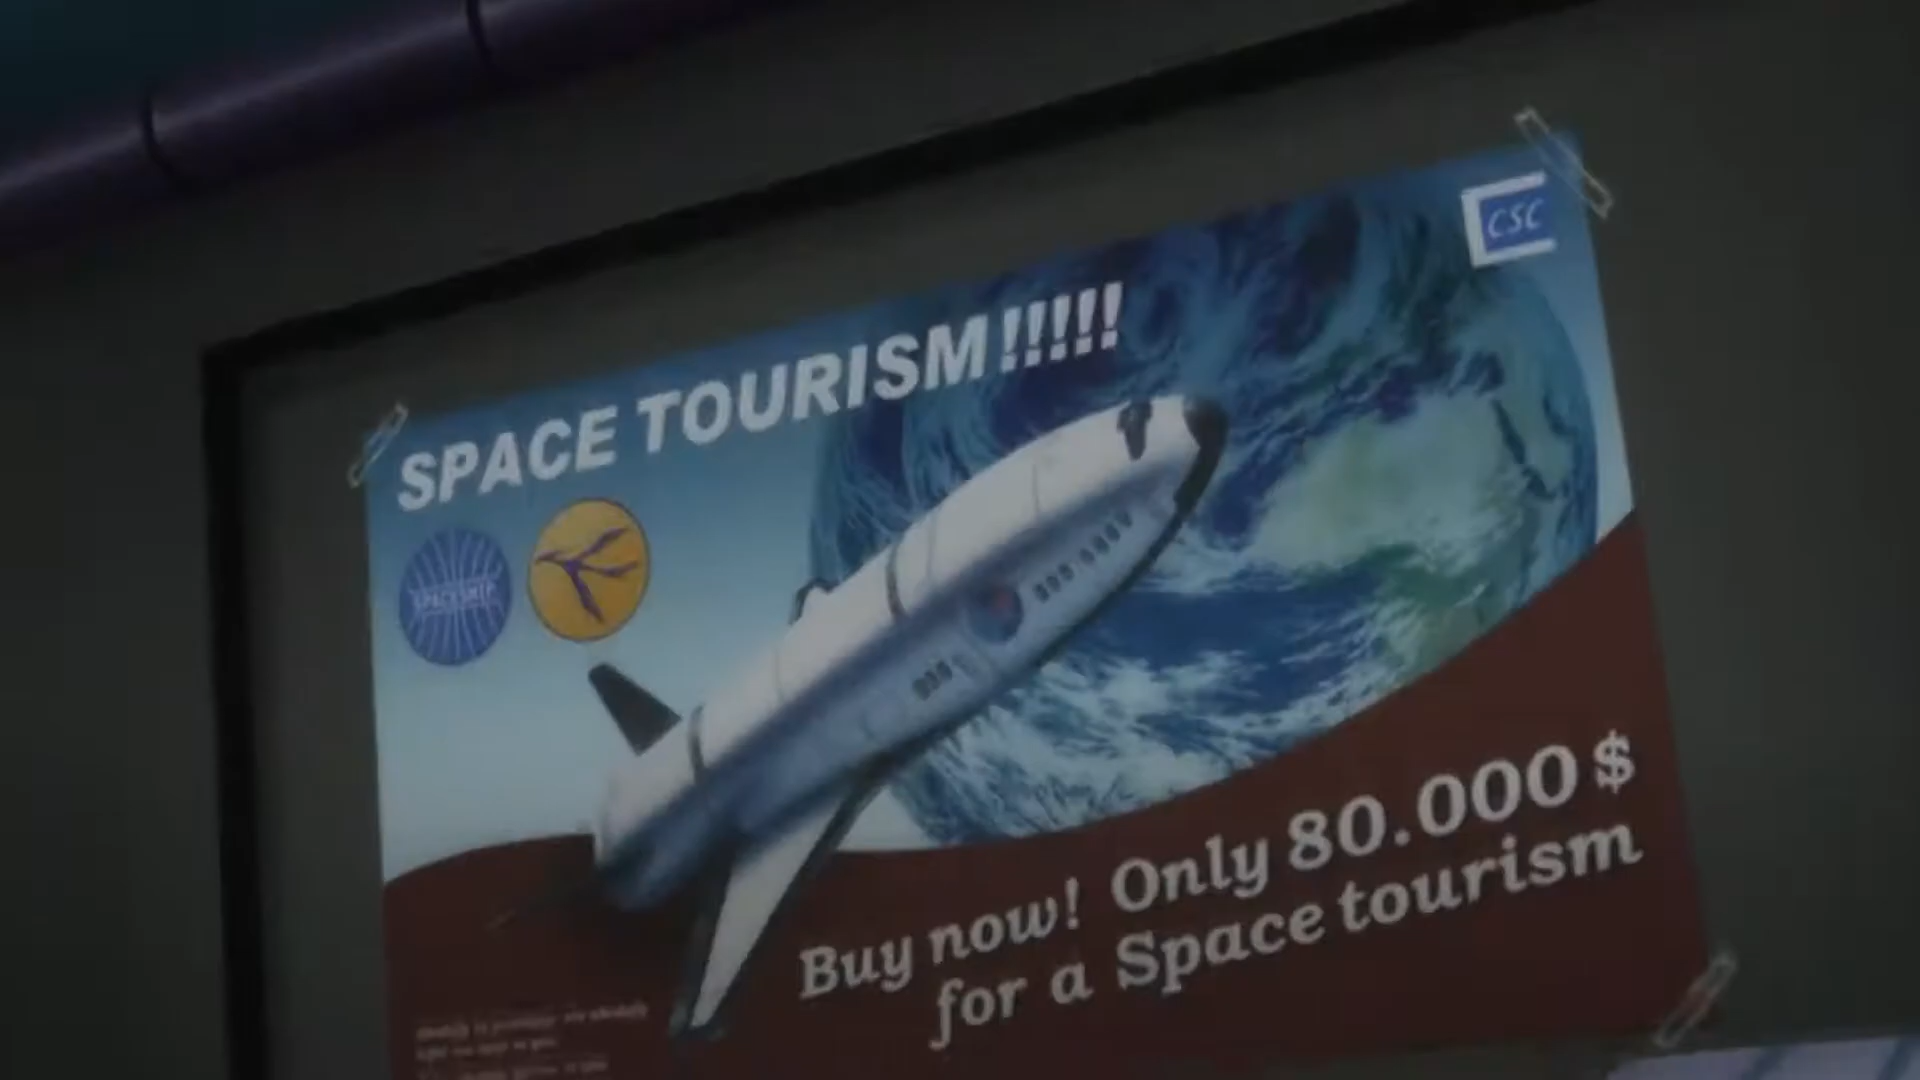 CSC
SPACE TOURISM!!!!!
SPACESHIP
Buy now! Only 80.000 $
for a Space tourism